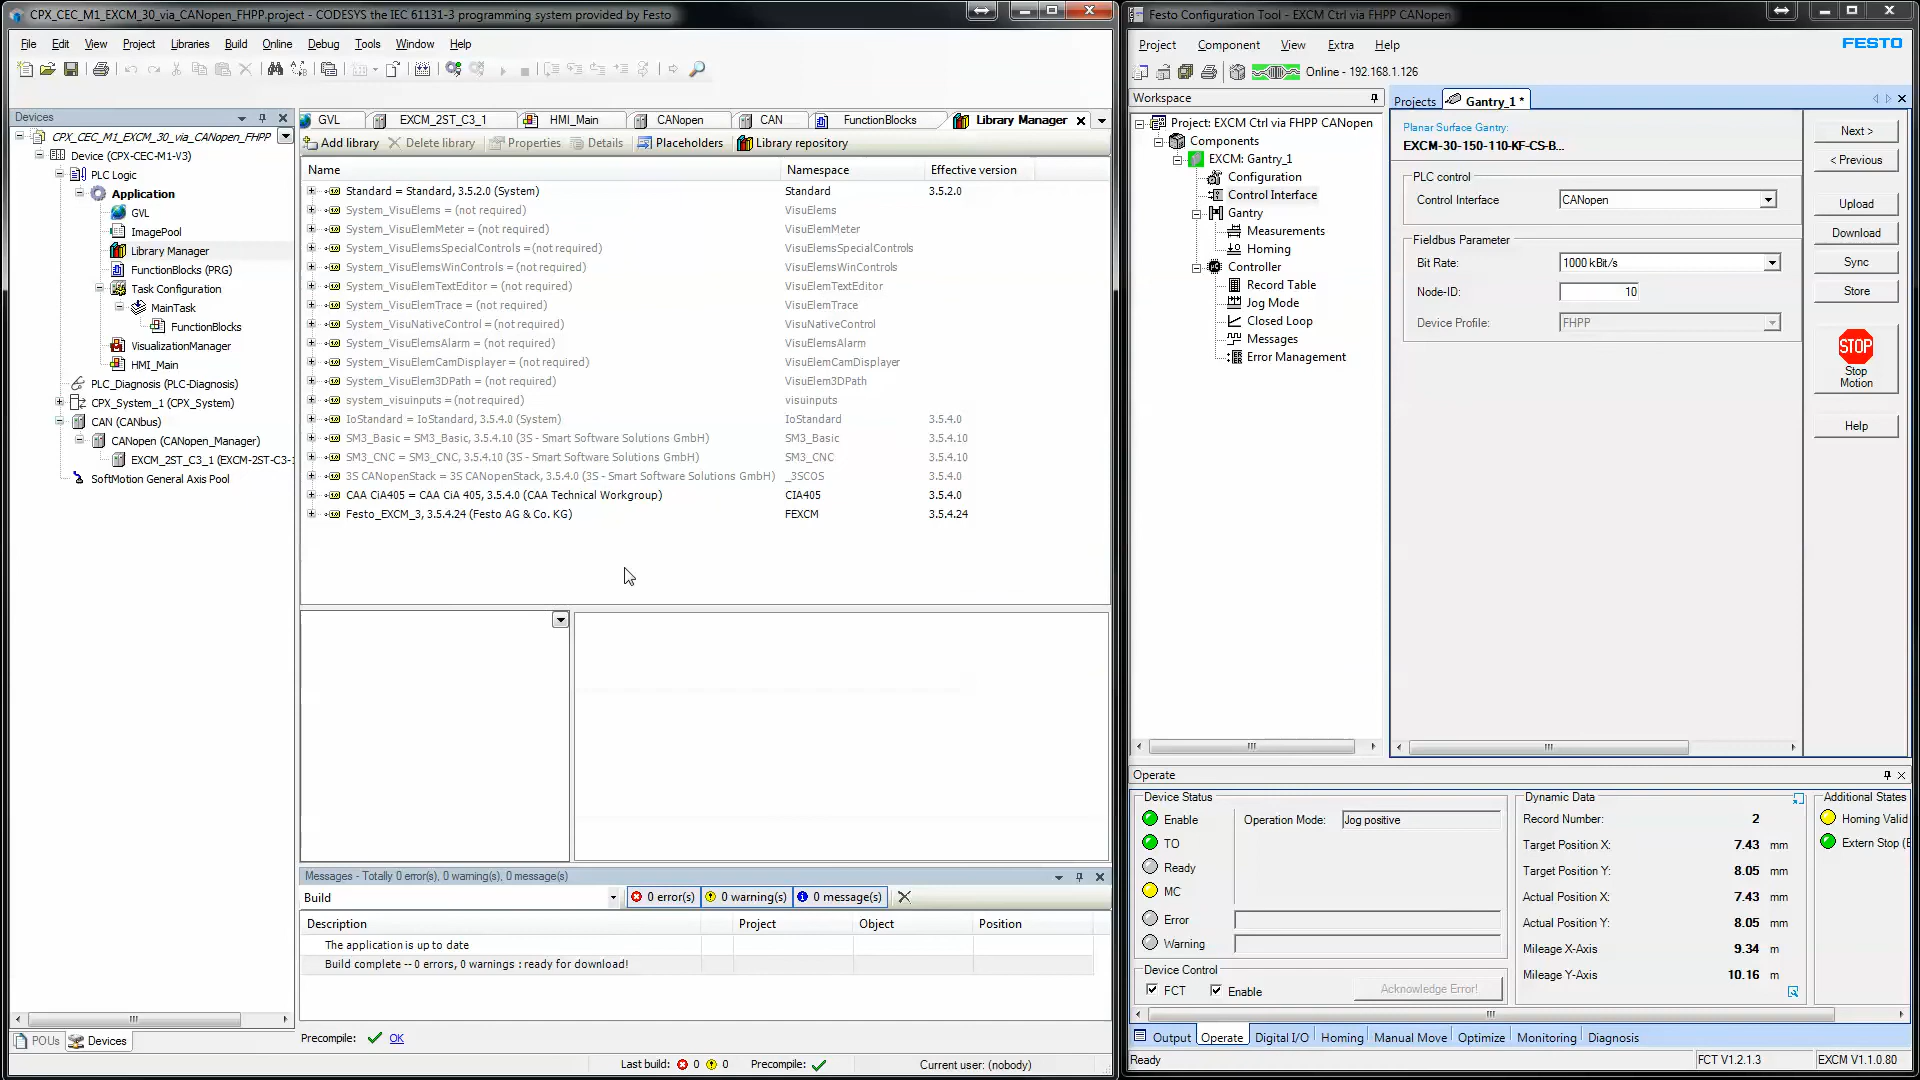 CPX_CEC_M1_EXCM_30_via_CANopen_FHPP.project - CODESYS the IEC 61131-3 programming system provided by Festo
File Edit View Project Libraries Build Online Debug Tools Window Help
Devices
CPX_CEC_M1_EXCM_30_via_CANopen_FHPP
Device (CPX-CEC-M1-V3)
PLC Logic
Application
GVL
ImagePool
Library Manager
FunctionBlocks (PRG)
Task Configuration
MainTask
FunctionBlocks
VisualizationManager
HMI_Main
PLC_Diagnosis (PLC-Diagnosis)
CPX_System_1 (CPX_System)
CAN (CANbus)
CANopen (CANopen_Manager)
EXCM_2ST_C3_1 (EXCM-2ST-C3-1
SoftMotion General Axis Pool
POUs Devices
GVL EXCM_2ST_C3_1 HMI_Main CANopen CAN FunctionBlocks Library Manager
Add library Delete library Properties Details Placeholders Library repository
Name Namespace Effective version
Standard = Standard, 3.5.2.0 (System) Standard 3.5.2.0
System_VisuElems = (not required) VisuElems
System_VisuElemMeter = (not required) VisuElemMeter
System_VisuElemsSpecialControls = (not required) VisuElemsSpecialControls
System_VisuElemsWinControls = (not required) VisuElemsWinControls
System_VisuElemTextEditor = (not required) VisuElemTextEditor
System_VisuElemTrace = (not required) VisuElemTrace
System_VisuNativeControl = (not required) VisuNativeControl
System_VisuElemsAlarm = (not required) VisuElemsAlarm
System_VisuElemCamDisplayer = (not required) VisuElemCamDisplayer
System_VisuElem3DPath = (not required) VisuElem3DPath
system_visuinputs = (not required) visuinputs
IoStandard = IoStandard, 3.5.4.0 (System) IoStandard 3.5.4.0
SM3_Basic = SM3_Basic, 3.5.4.10 (3S - Smart Software Solutions GmbH) SM3_Basic 3.5.4.10
SM3_CNC = SM3_CNC, 3.5.4.10 (3S - Smart Software Solutions GmbH) SM3_CNC 3.5.4.10
3S CANopenStack = 3S CANopenStack, 3.5.4.0 (3S - Smart Software Solutions GmbH) _3SCOS 3.5.4.0
CAA CiA405 = CAA CiA 405, 3.5.4.0 (CAA Technical Workgroup) CIA405 3.5.4.0
Festo_EXCM_3, 3.5.4.24 (Festo AG & Co. KG) FEXCM 3.5.4.24
Messages - Totally 0 error(s), 0 warning(s), 0 message(s)
Build 0 error(s) 0 warning(s) 0 message(s)
Description Project Object Position
The application is up to date
Build complete -- 0 errors, 0 warnings : ready for download!
Precompile: OK
Last build: 0 0 Precompile: Current user: (nobody)
Festo Configuration Tool - EXCM Ctrl via FHPP CANopen
Project Component View Extra Help
FESTO
Online - 192.168.1.126
Workspace
Project: EXCM Ctrl via FHPP CANopen
Components
EXCM: Gantry_1
Configuration
Control Interface
Gantry
Measurements
Homing
Controller
Record Table
Jog Mode
Closed Loop
Messages
Error Management
Projects Gantry_1 *
Planar Surface Gantry:
EXCM-30-150-110-KF-CS-B...
PLC control
Control Interface CANopen
Fieldbus Parameter
Bit Rate: 1000 kBit/s
Node-ID: 10
Device Profile: FHPP
Next >
< Previous
Upload
Download
Sync
Store
STOP
Stop
Motion
Help
Operate
Device Status
Enable
TO
Ready
MC
Error
Warning
Operation Mode: Jog positive
Device Control
FCT Enable Acknowledge Error!
Dynamic Data
Record Number: 2
Target Position X: 7.43 mm
Target Position Y: 8.05 mm
Actual Position X: 7.43 mm
Actual Position Y: 8.05 mm
Mileage X-Axis 9.34 m
Mileage Y-Axis 10.16 m
Additional States
Homing Valid
Extern Stop (E
Output Operate Digital I/O Homing Manual Move Optimize Monitoring Diagnosis
Ready FCT V1.2.1.3 EXCM V1.1.0.80